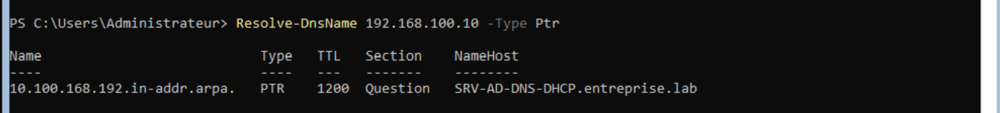 PS C:\Users\Administrateur> Resolve-DnsName 192.168.100.10 -Type Ptr
Name Type TTL Section NameHost
---- ---- --- ------- --------
10.100.168.192.in-addr.arpa. PTR 1200 Question SRV-AD-DNS-DHCP.entreprise.lab